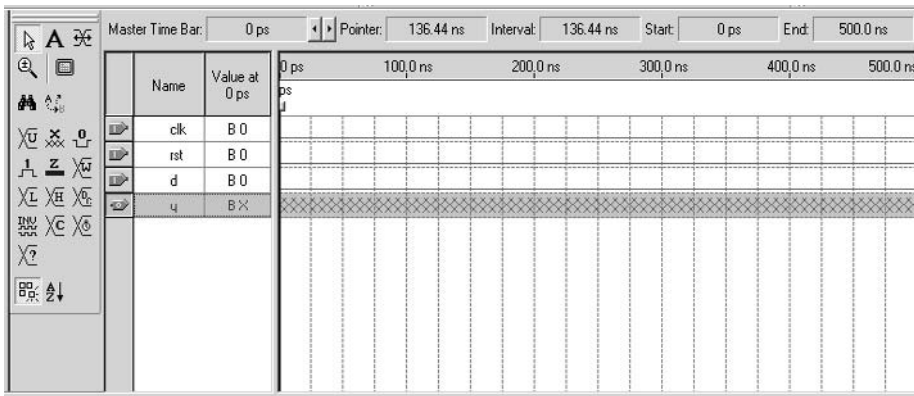 Master Time Bar: 0 ps Pointer: 136.44 ns Interval: 136.44 ns Start: 0 ps End: 500.0 ns
A
Name Value at 0 ps
0 ps 100.0 ns 200.0 ns 300.0 ns 400.0 ns 500.0 ns
ps
clk B 0
rst B 0
d B 0
q B X